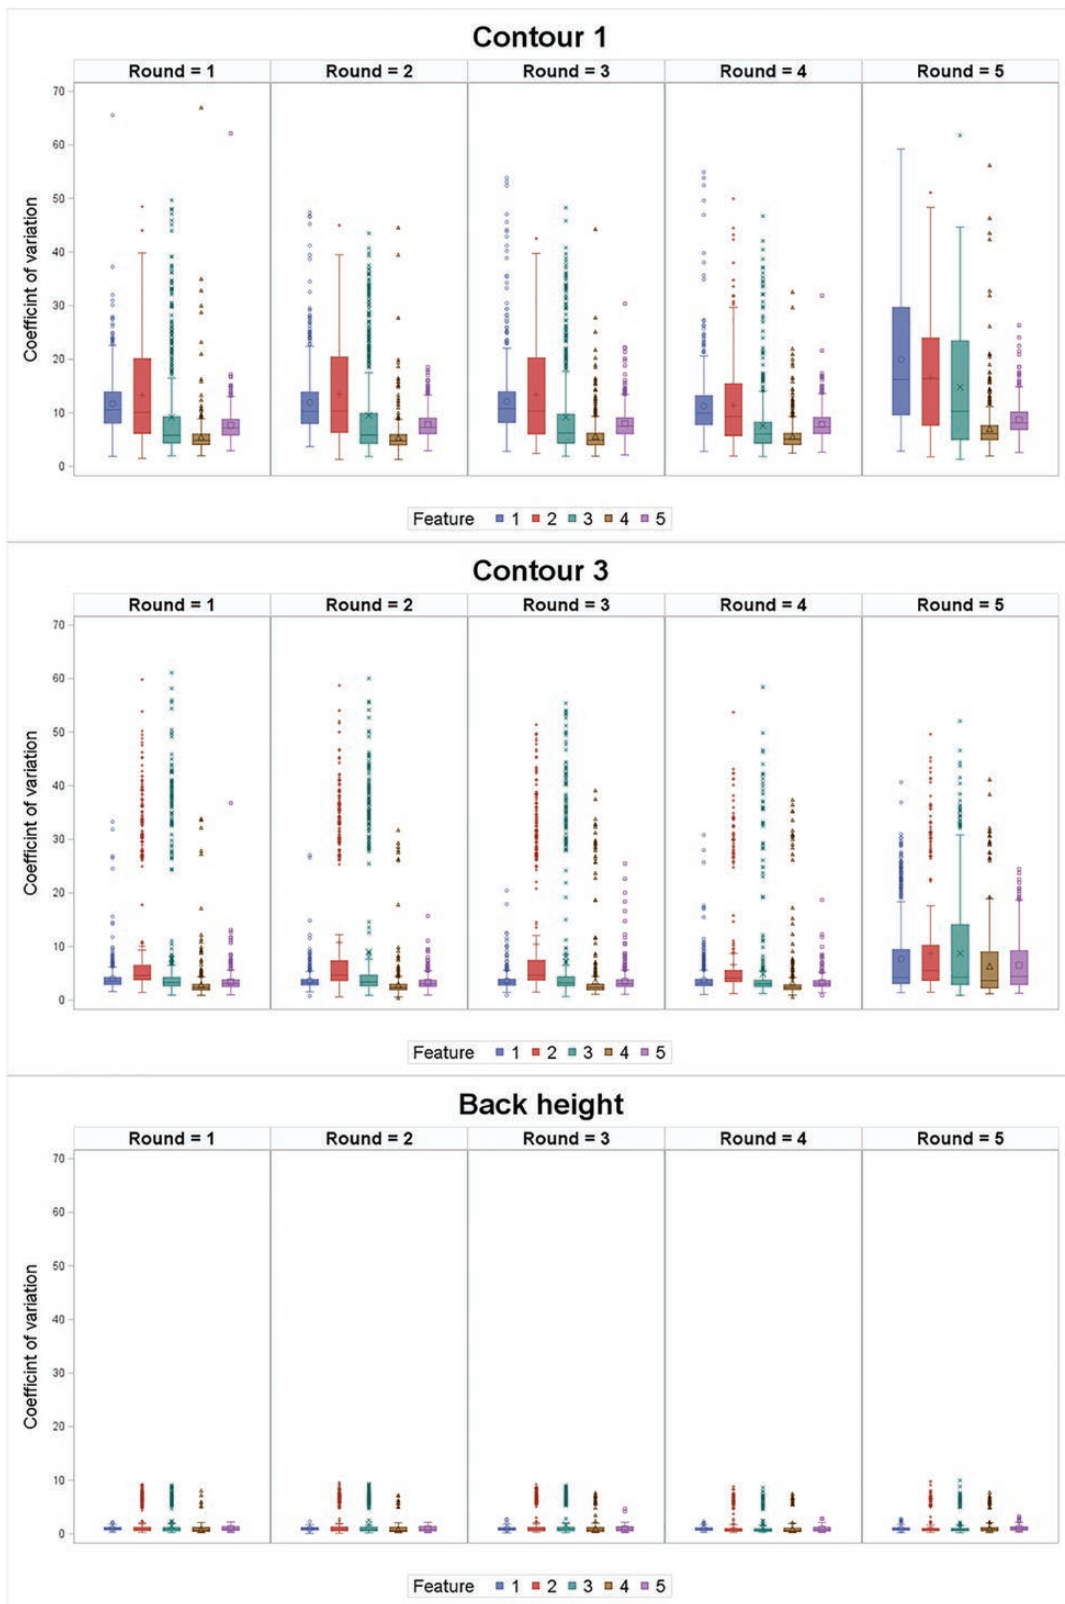 Contour 1
Round = 1 Round = 2 Round = 3 Round = 4 Round = 5
Coefficint of variation
70
60
50
40
30
20
10
0
Feature 1 2 3 4 5
Contour 3
Round = 1 Round = 2 Round = 3 Round = 4 Round = 5
Coefficint of variation
70
60
50
40
30
20
10
0
Feature 1 2 3 4 5
Back height
Round = 1 Round = 2 Round = 3 Round = 4 Round = 5
Coefficint of variation
70
60
50
40
30
20
10
0
Feature 1 2 3 4 5